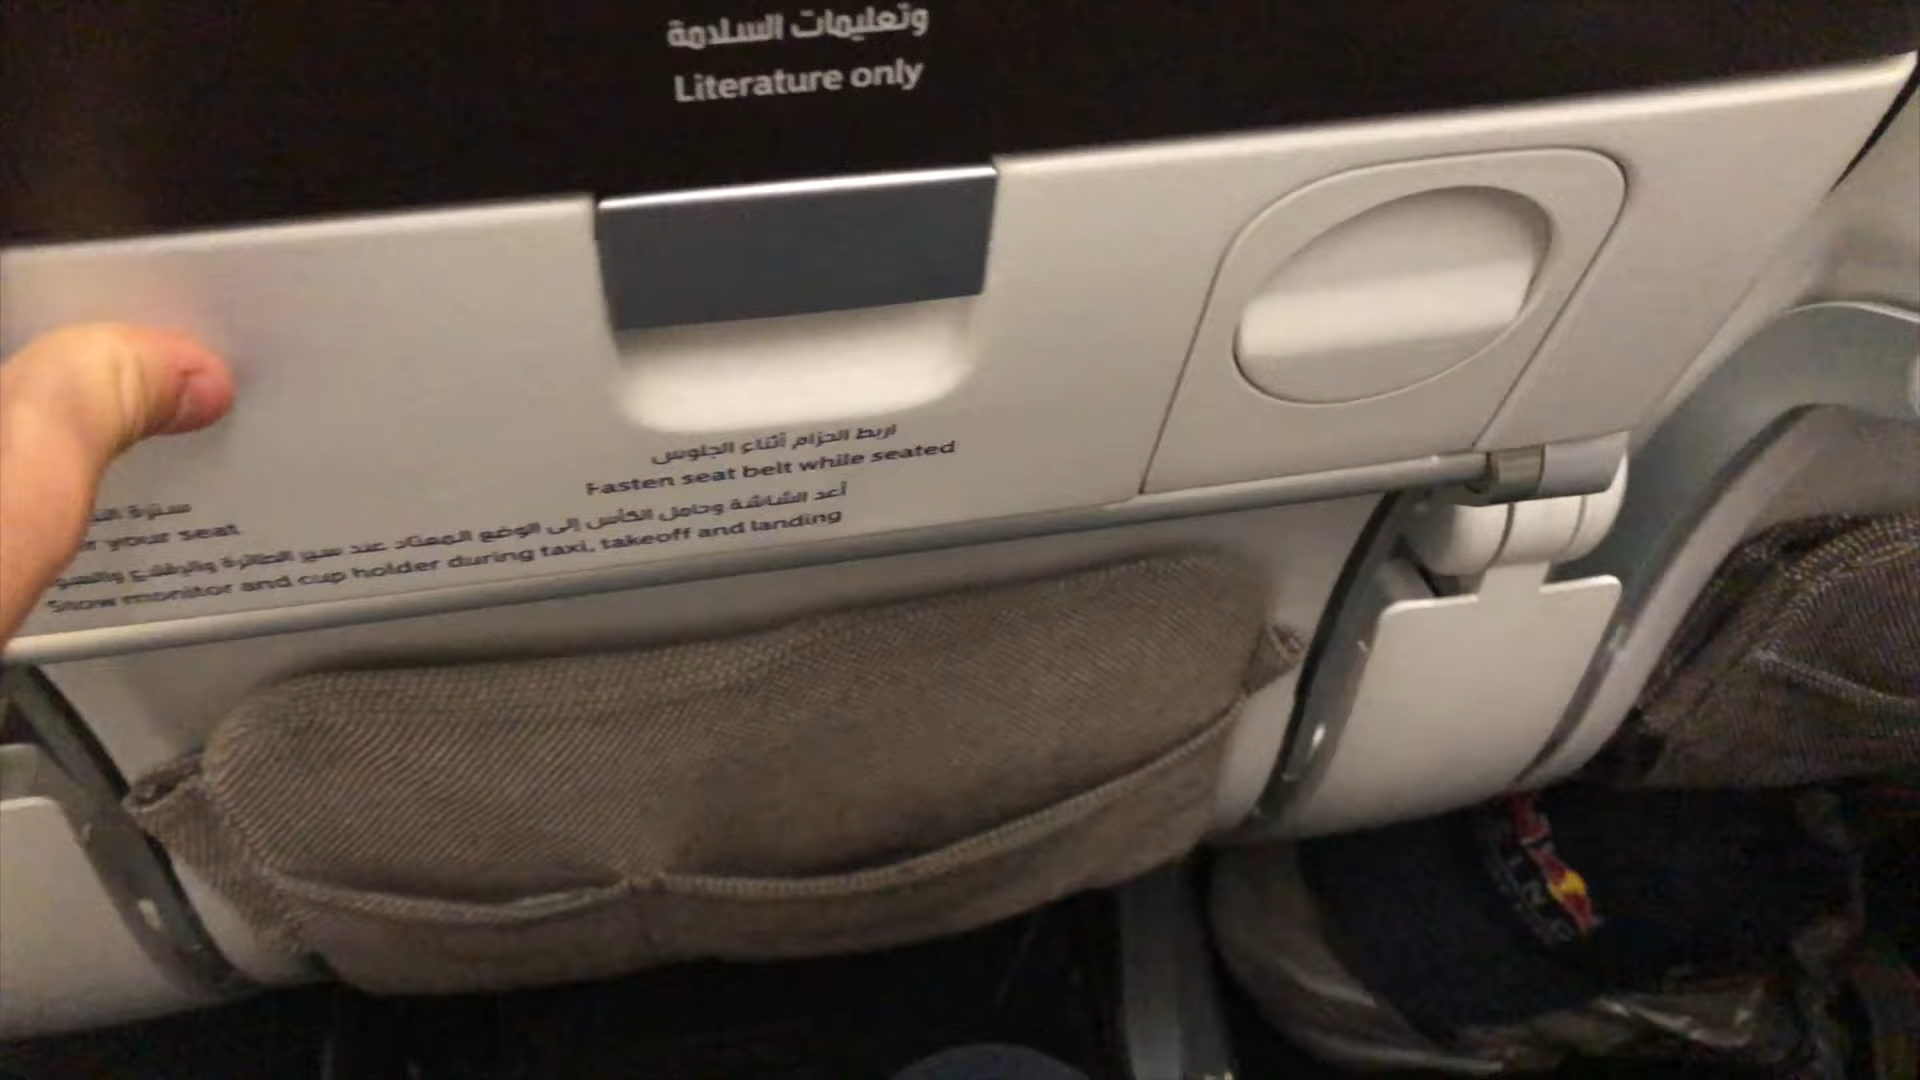 وتعليمات السلامة
Literature only
اربط الحزام أثناء الجلوس
Fasten seat belt while seated
سترة
your seat
أعد الشاشة وحامل الكأس إلى الوضع المعتاد عند سير الطائرة والإقلاع
Stow monitor and cup holder during taxi, takeoff and landing